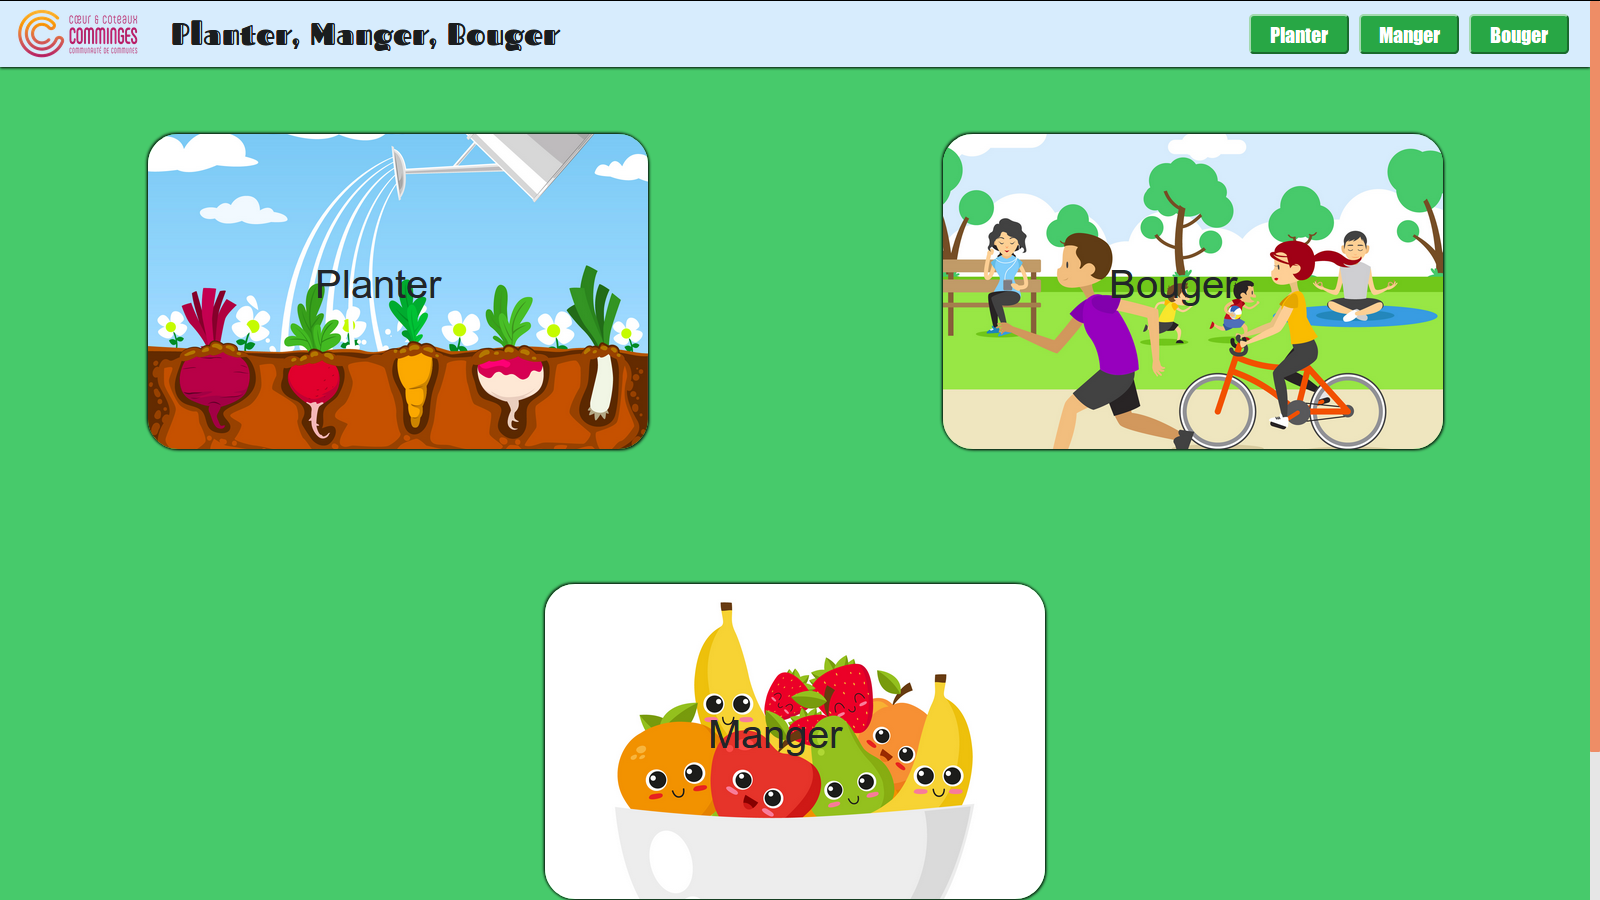 cœur & coteaux
COMMINGES
COMMUNAUTÉ DE COMMUNES
Planter, Manger, Bouger
Planter
Manger
Bouger
Planter
Bouger
Manger